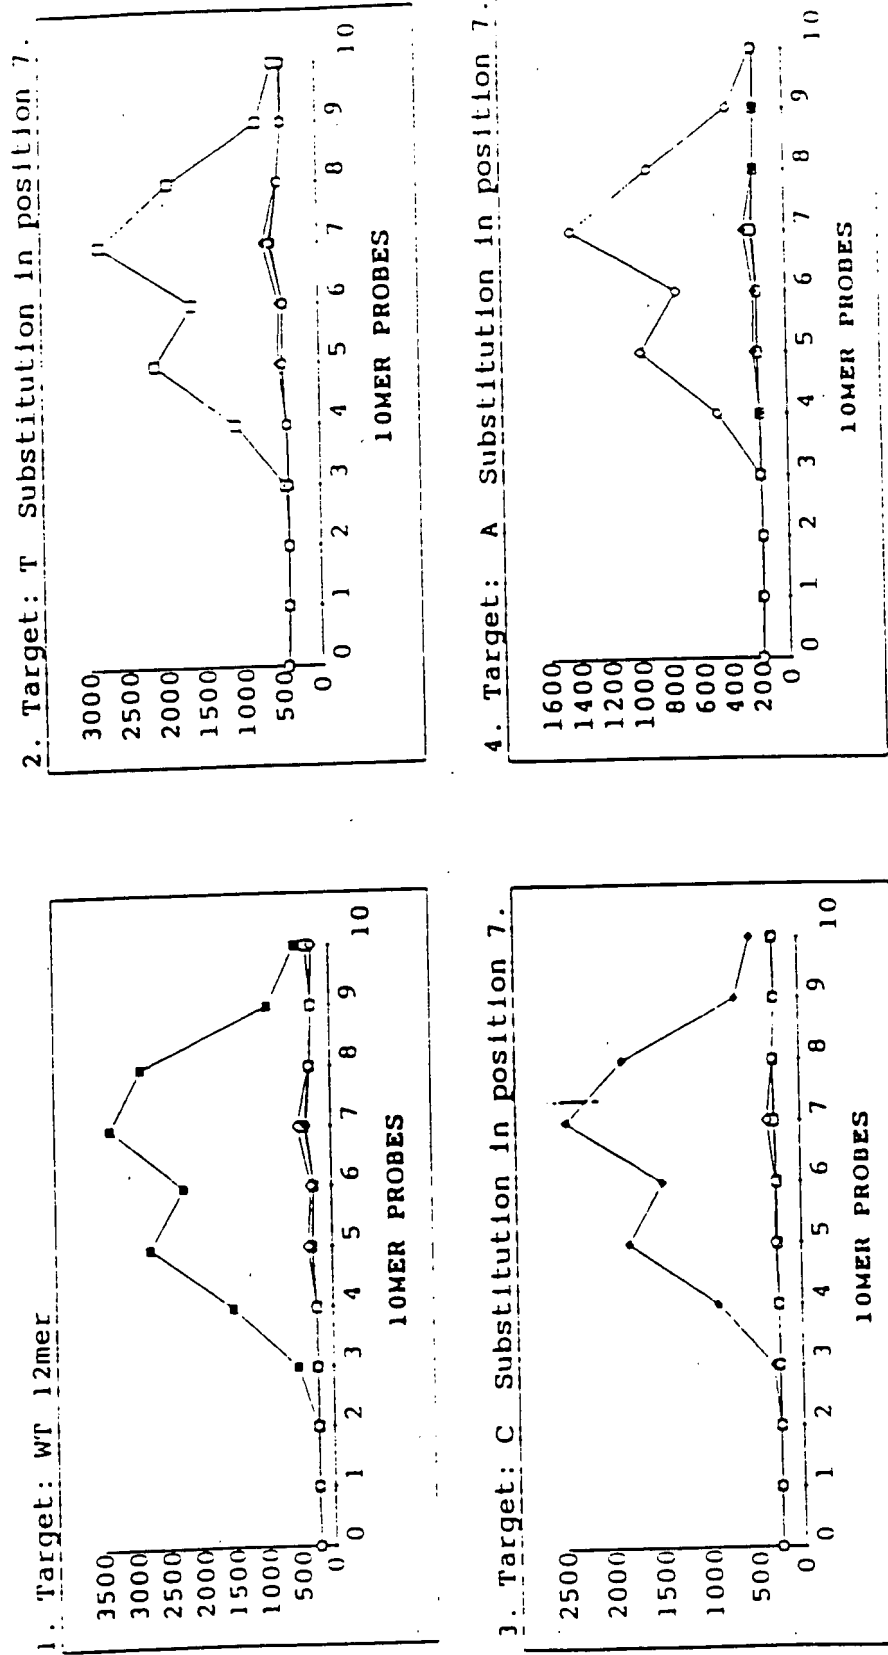 1. Target: WT 12mer
3500
3000
2500
2000
1500
1000
500
0
0 1 2 3 4 5 6 7 8 9 10
10MER PROBES
2. Target: T Substitution in position 7.
3000
2500
2000
1500
1000
500
0
0 1 2 3 4 5 6 7 8 9 10
10MER PROBES
3. Target: C Substitution in position 7.
2500
2000
1500
1000
500
0
0 1 2 3 4 5 6 7 8 9 10
10MER PROBES
4. Target: A Substitution in position 7.
1600
1400
1200
1000
800
600
400
200
0
0 1 2 3 4 5 6 7 8 9 10
10MER PROBES